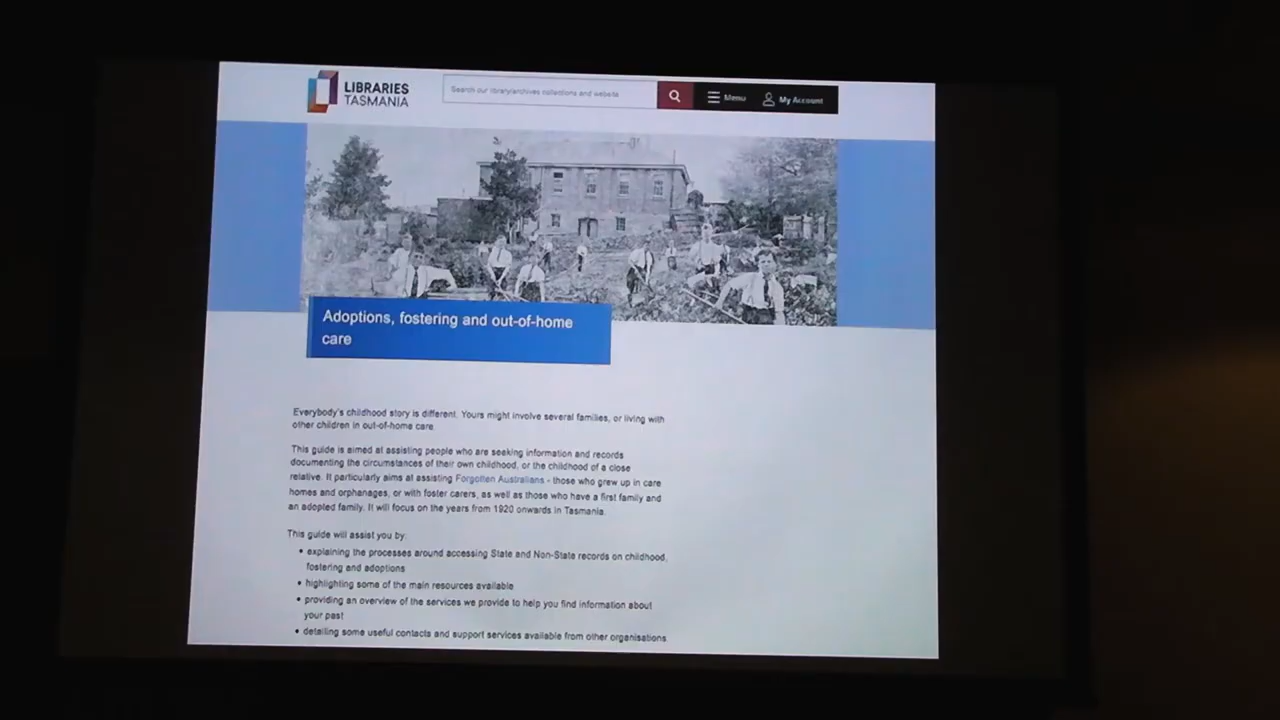 LIBRARIES
TASMANIA
Search our library/archives collections and website
Menu
My Account
Adoptions, fostering and out-of-home
care
Everybody's childhood story is different. Yours might involve several families, or living with
other children in out-of-home care.
This guide is aimed at assisting people who are seeking information and records
documenting the circumstances of their own childhood, or the childhood of a close
relative. It particularly aims at assisting Forgotten Australians - those who grew up in care
homes and orphanages, or with foster carers, as well as those who have a first family and
an adopted family. It will focus on the years from 1920 onwards in Tasmania.
This guide will assist you by:
• explaining the processes around accessing State and Non-State records on childhood,
fostering and adoptions
• highlighting some of the main resources available
• providing an overview of the services we provide to help you find information about
your past
• detailing some useful contacts and support services available from other organisations